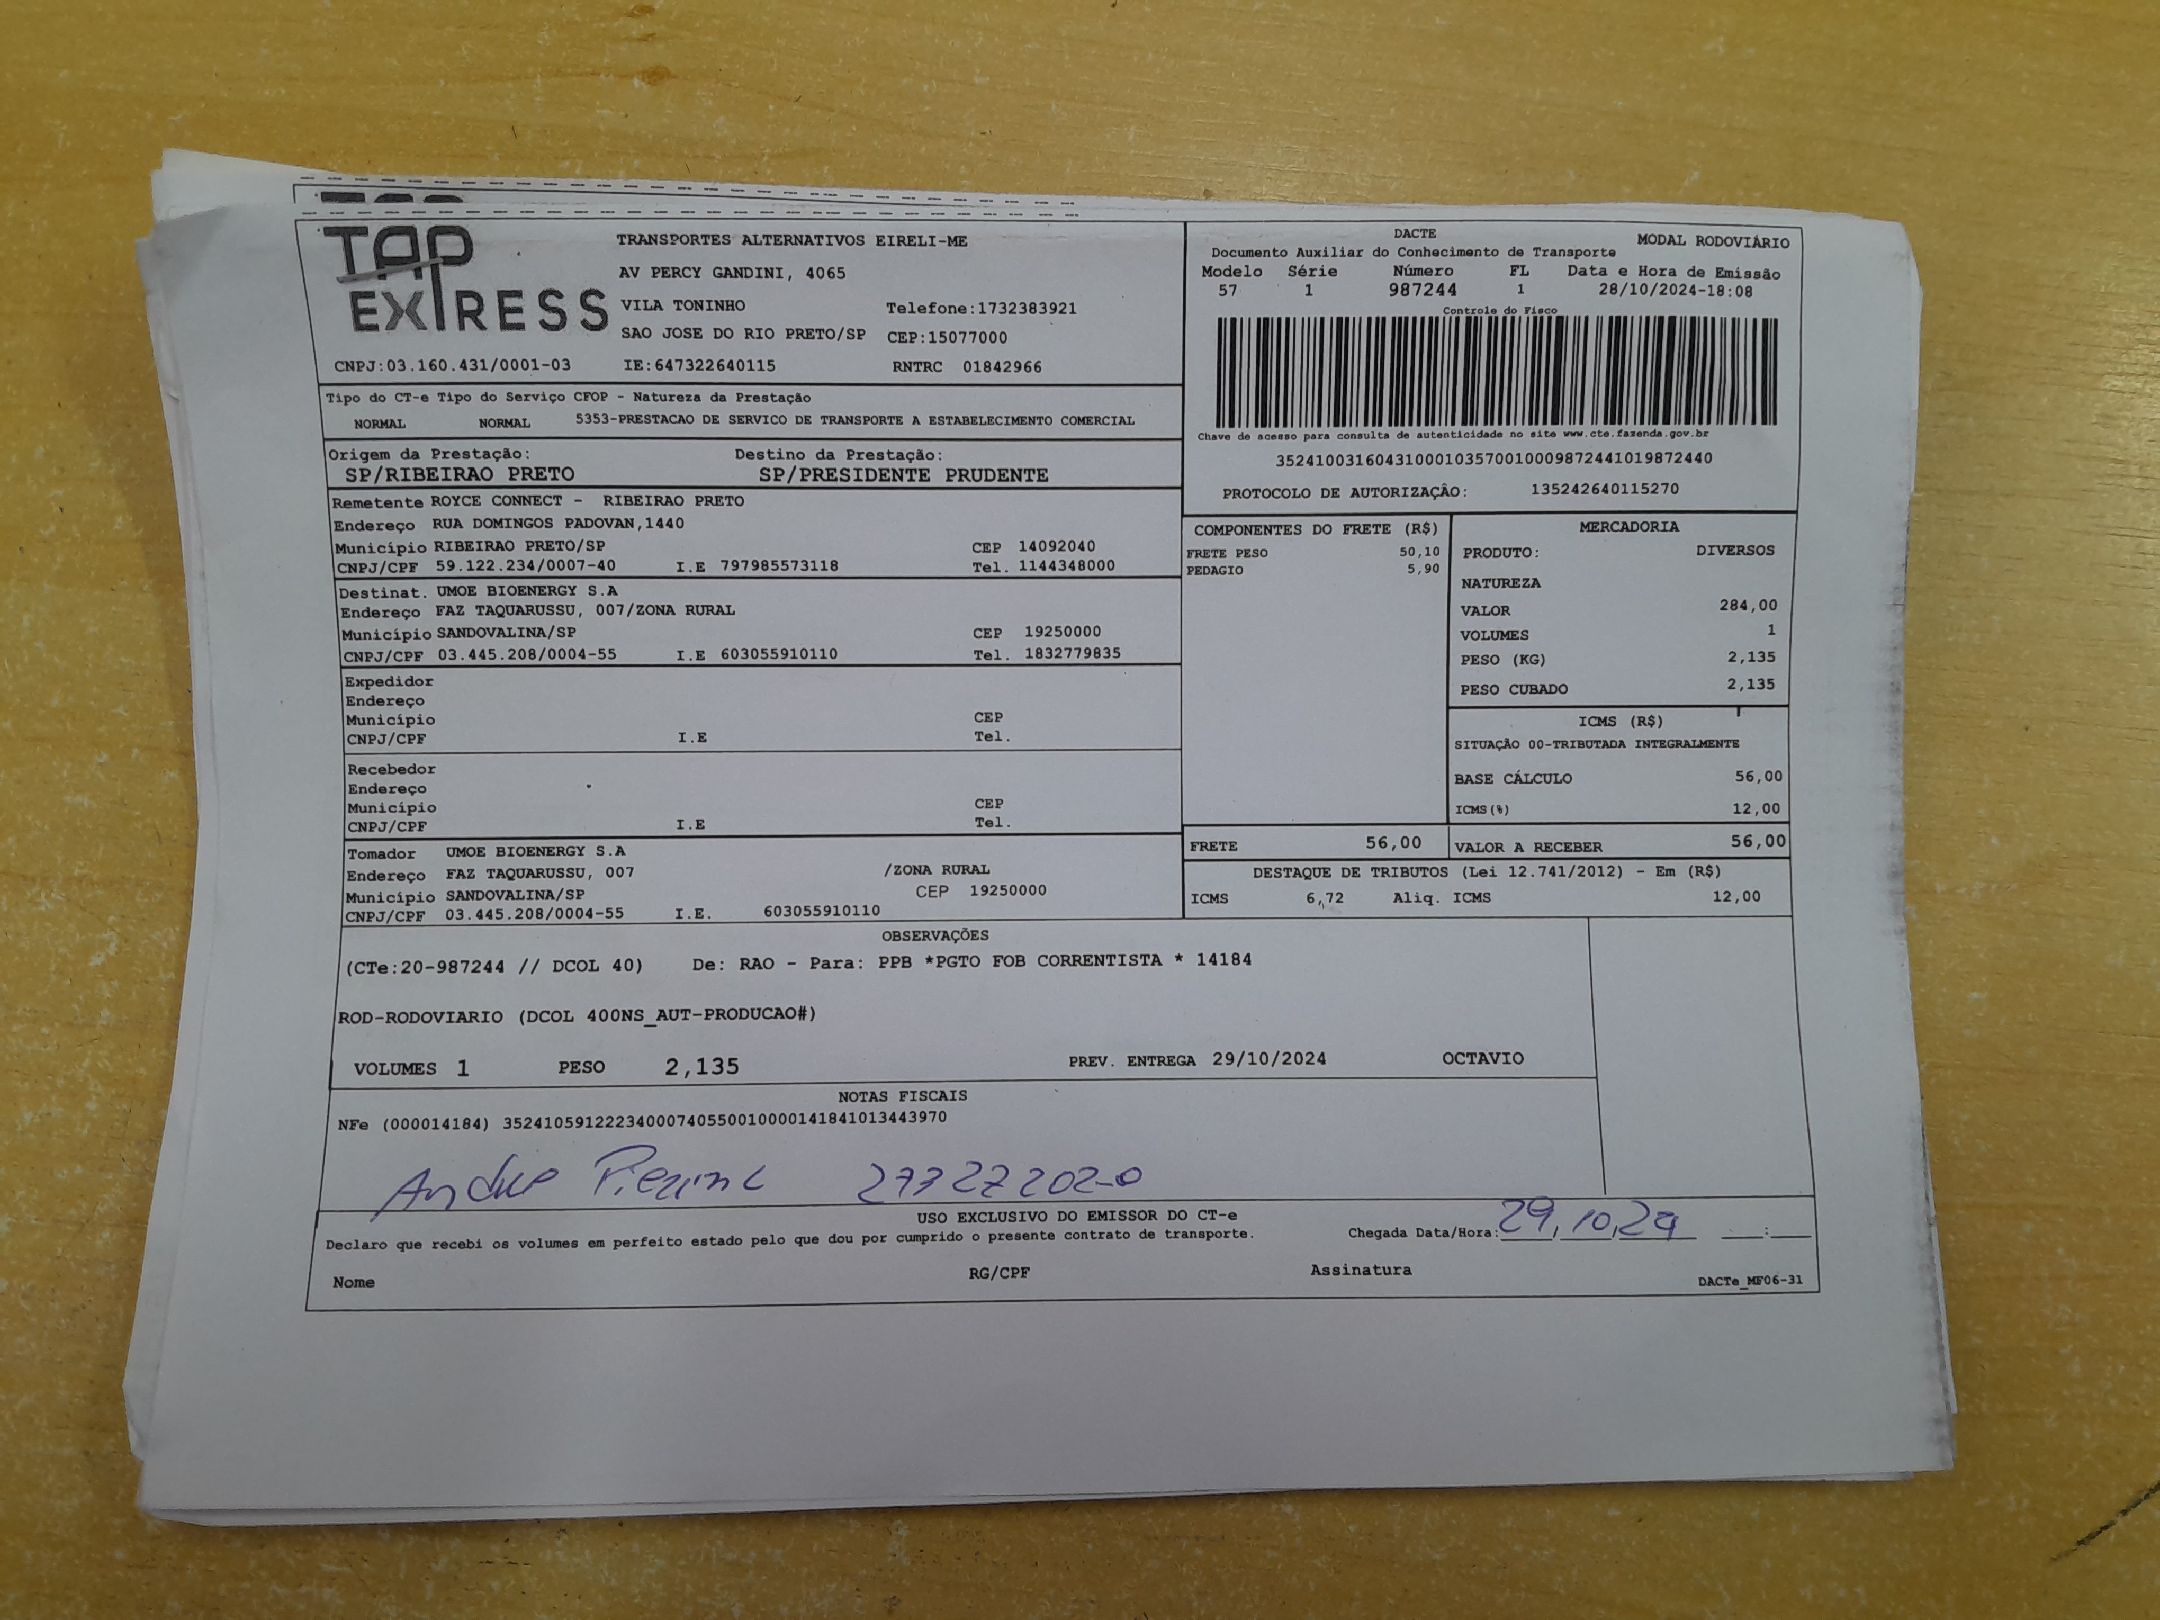 TAP EXPRESS
TRANSPORTES ALTERNATIVOS EIRELI-ME
AV PERCY GANDINI, 4065
VILA TONINHO Telefone:1732383921
SAO JOSE DO RIO PRETO/SP CEP:15077000
CNPJ:03.160.431/0001-03 IE:647322640115 RNTRC 01842966
DACTE MODAL RODOVIÁRIO
Documento Auxiliar do Conhecimento de Transporte
Modelo Série Número FL Data e Hora de Emissão
57 1 987244 1 28/10/2024-18:08
Controle do Fisco
Chave de acesso para consulta de autenticidade no site www.cte.fazenda.gov.br
35241003160431000103570010009872441019872440
PROTOCOLO DE AUTORIZAÇÃO: 135242640115270
Tipo do CT-e Tipo do Serviço CFOP - Natureza da Prestação
NORMAL NORMAL 5353-PRESTACAO DE SERVICO DE TRANSPORTE A ESTABELECIMENTO COMERCIAL
Origem da Prestação: Destino da Prestação:
SP/RIBEIRAO PRETO SP/PRESIDENTE PRUDENTE
Remetente ROYCE CONNECT - RIBEIRAO PRETO
Endereço RUA DOMINGOS PADOVAN,1440
Município RIBEIRAO PRETO/SP CEP 14092040
CNPJ/CPF 59.122.234/0007-40 I.E 797985573118 Tel. 1144348000
Destinat. UMOE BIOENERGY S.A
Endereço FAZ TAQUARUSSU, 007/ZONA RURAL
Município SANDOVALINA/SP CEP 19250000
CNPJ/CPF 03.445.208/0004-55 I.E 603055910110 Tel. 1832779835
Expedidor
Endereço
Município CEP
CNPJ/CPF I.E Tel.
Recebedor
Endereço
Município CEP
CNPJ/CPF I.E Tel.
Tomador UMOE BIOENERGY S.A
Endereço FAZ TAQUARUSSU, 007 /ZONA RURAL
Município SANDOVALINA/SP CEP 19250000
CNPJ/CPF 03.445.208/0004-55 I.E. 603055910110
COMPONENTES DO FRETE (R$)
FRETE PESO 50,10
PEDAGIO 5,90
MERCADORIA
PRODUTO: DIVERSOS
NATUREZA
VALOR 284,00
VOLUMES 1
PESO (KG) 2,135
PESO CUBADO 2,135
ICMS (R$)
SITUAÇÃO 00-TRIBUTADA INTEGRALMENTE
BASE CÁLCULO 56,00
ICMS(%) 12,00
FRETE 56,00 VALOR A RECEBER 56,00
DESTAQUE DE TRIBUTOS (Lei 12.741/2012) - Em (R$)
ICMS 6,72 Aliq. ICMS 12,00
OBSERVAÇÕES
(CTe:20-987244 // DCOL 40) De: RAO - Para: PPB *PGTO FOB CORRENTISTA * 14184
ROD-RODOVIARIO (DCOL 400NS_AUT-PRODUCAO#)
VOLUMES 1 PESO 2,135 PREV. ENTREGA 29/10/2024 OCTAVIO
NOTAS FISCAIS
NFe (000014184) 35241059122234000740550010000141841013443970
27327202-0
USO EXCLUSIVO DO EMISSOR DO CT-e
Declaro que recebi os volumes em perfeito estado pelo que dou por cumprido o presente contrato de transporte. Chegada Data/Hora: 29/10/24 __:__
Nome RG/CPF Assinatura DACTe_MF06-31